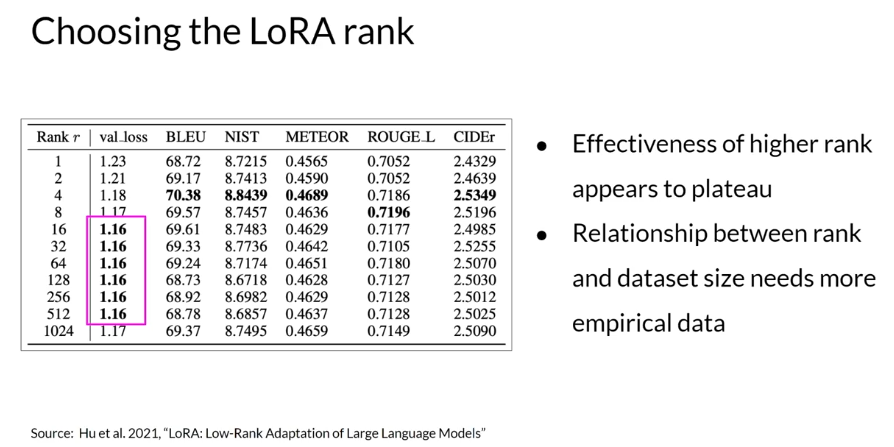 Choosing the LoRA rank
Rank r | val_loss BLEU NIST METEOR ROUGE_L CIDEr
1 1.23 68.72 8.7215 0.4565 0.7052 2.4329
2 1.21 69.17 8.7413 0.4590 0.7052 2.4639
4 1.18 70.38 8.8439 0.4689 0.7186 2.5349
8 1.17 69.57 8.7457 0.4636 0.7196 2.5196
16 1.16 69.61 8.7483 0.4629 0.7177 2.4985
32 1.16 69.33 8.7736 0.4642 0.7105 2.5255
64 1.16 69.24 8.7174 0.4651 0.7180 2.5070
128 1.16 68.73 8.6718 0.4628 0.7127 2.5030
256 1.16 68.92 8.6982 0.4629 0.7128 2.5012
512 1.16 68.78 8.6857 0.4637 0.7128 2.5025
1024 1.17 69.37 8.7495 0.4659 0.7149 2.5090
• Effectiveness of higher rank
appears to plateau
• Relationship between rank
and dataset size needs more
empirical data
Source: Hu et al. 2021, “LoRA: Low-Rank Adaptation of Large Language Models”